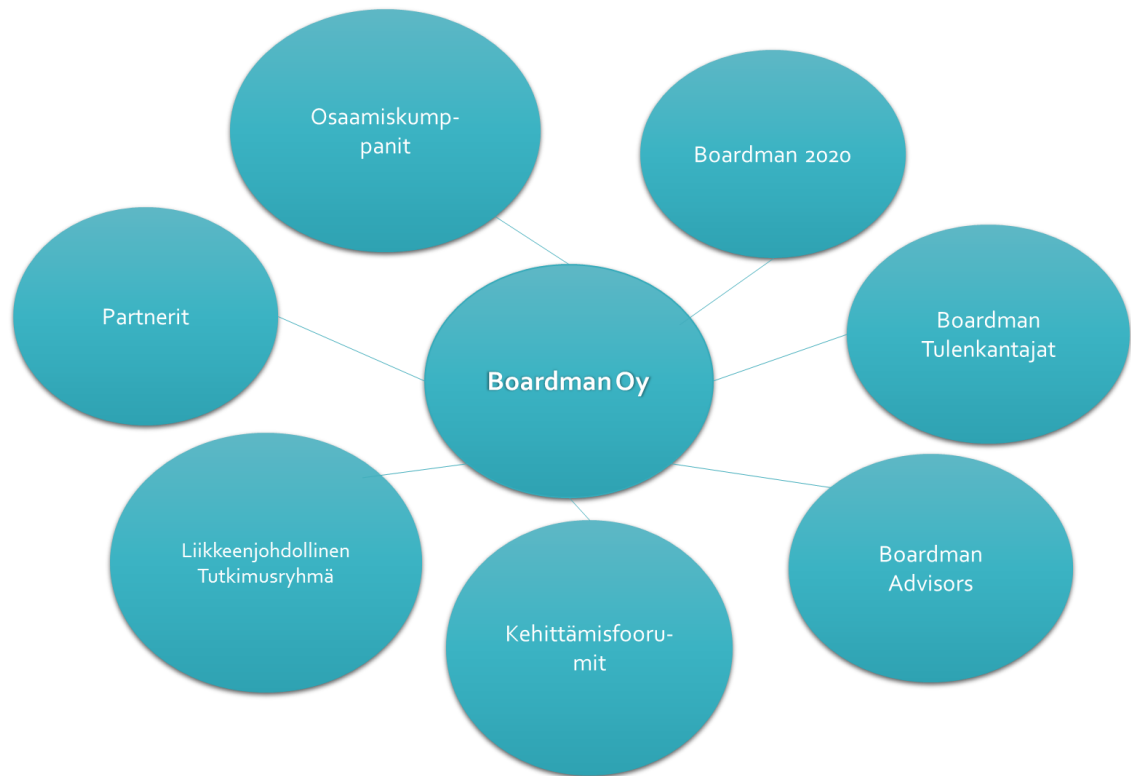 Osaamiskump-
panit
Boardman 2020
Partnerit
Boardman
Tulenkantajat
Boardman Oy
Liikkeenjohdollinen
Tutkimusryhmä
Boardman
Advisors
Kehittämisfooru-
mit